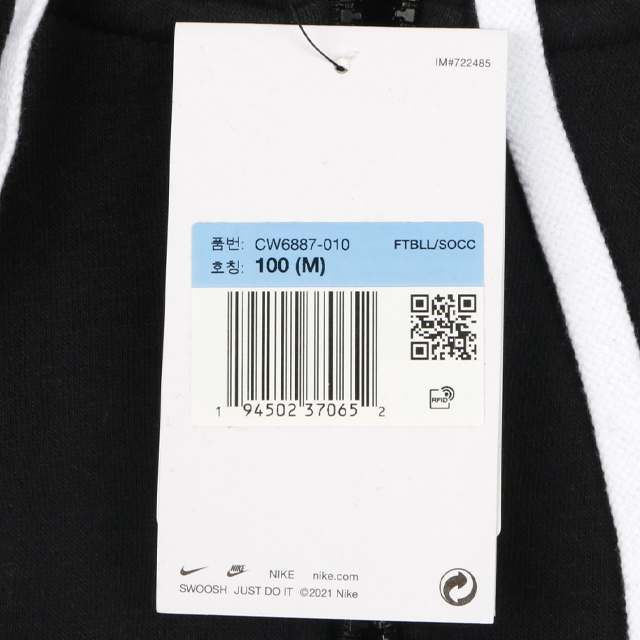 IM#722485
품번: CW6887-010 FTBLL/SOCC
호칭: 100 (M)
1 94502 37065 2
RFID
NIKE nike.com
SWOOSH JUST DO IT ©2021 Nike